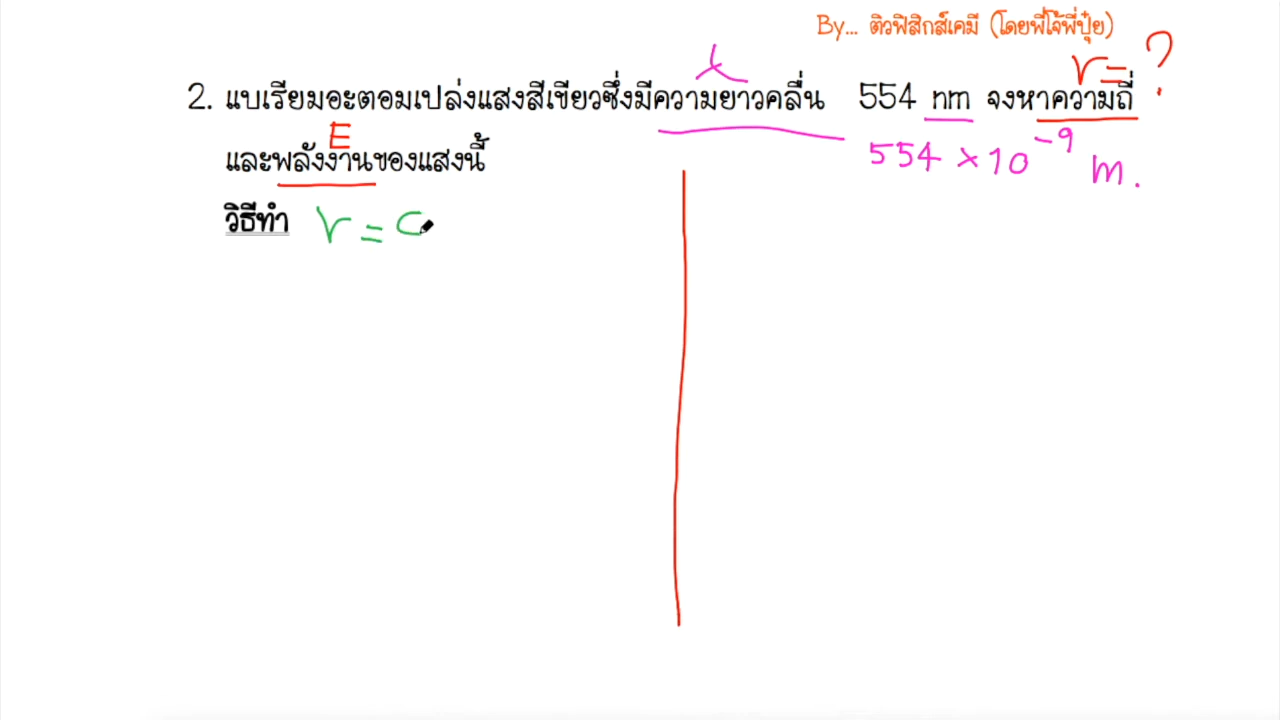 By... ติวฟิสิกส์เคมี (โดยพี่โจ้พี่ปุ๋ย)
λ
ν = ?
2. แบเรียมอะตอมเปล่งแสงสีเขียวซึ่งมีความยาวคลื่น 554 nm จงหาความถี่
E
554 × 10⁻⁹ m.
และพลังงานของแสงนี้
วิธีทำ ν = c